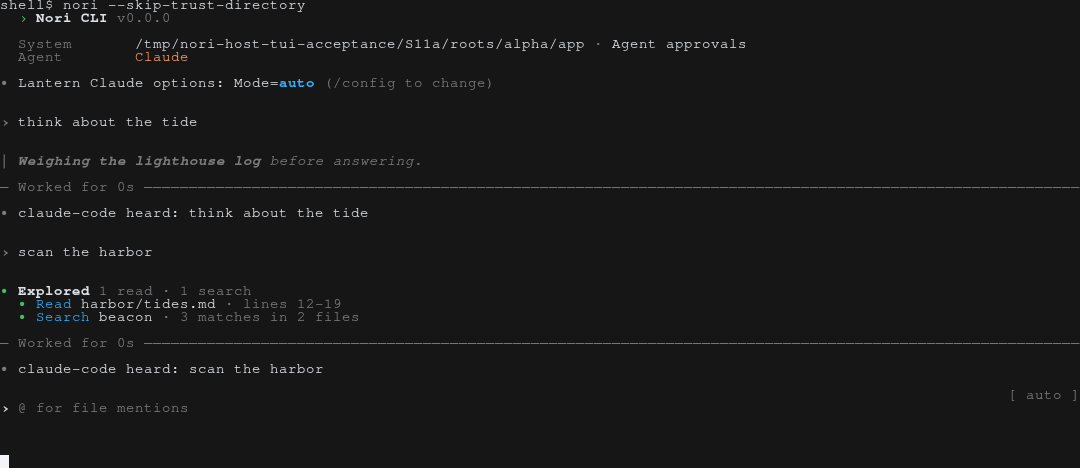 shell$ nori --skip-trust-directory
› Nori CLI v0.0.0
System /tmp/nori-host-tui-acceptance/S11a/roots/alpha/app · Agent approvals
Agent Claude
• Lantern Claude options: Mode=auto (/config to change)
› think about the tide
│ Weighing the lighthouse log before answering.
─ Worked for 0s ─
• claude-code heard: think about the tide
› scan the harbor
• Explored 1 read · 1 search
• Read harbor/tides.md · lines 12-19
• Search beacon · 3 matches in 2 files
─ Worked for 0s ─
• claude-code heard: scan the harbor
[ auto ]
› @ for file mentions